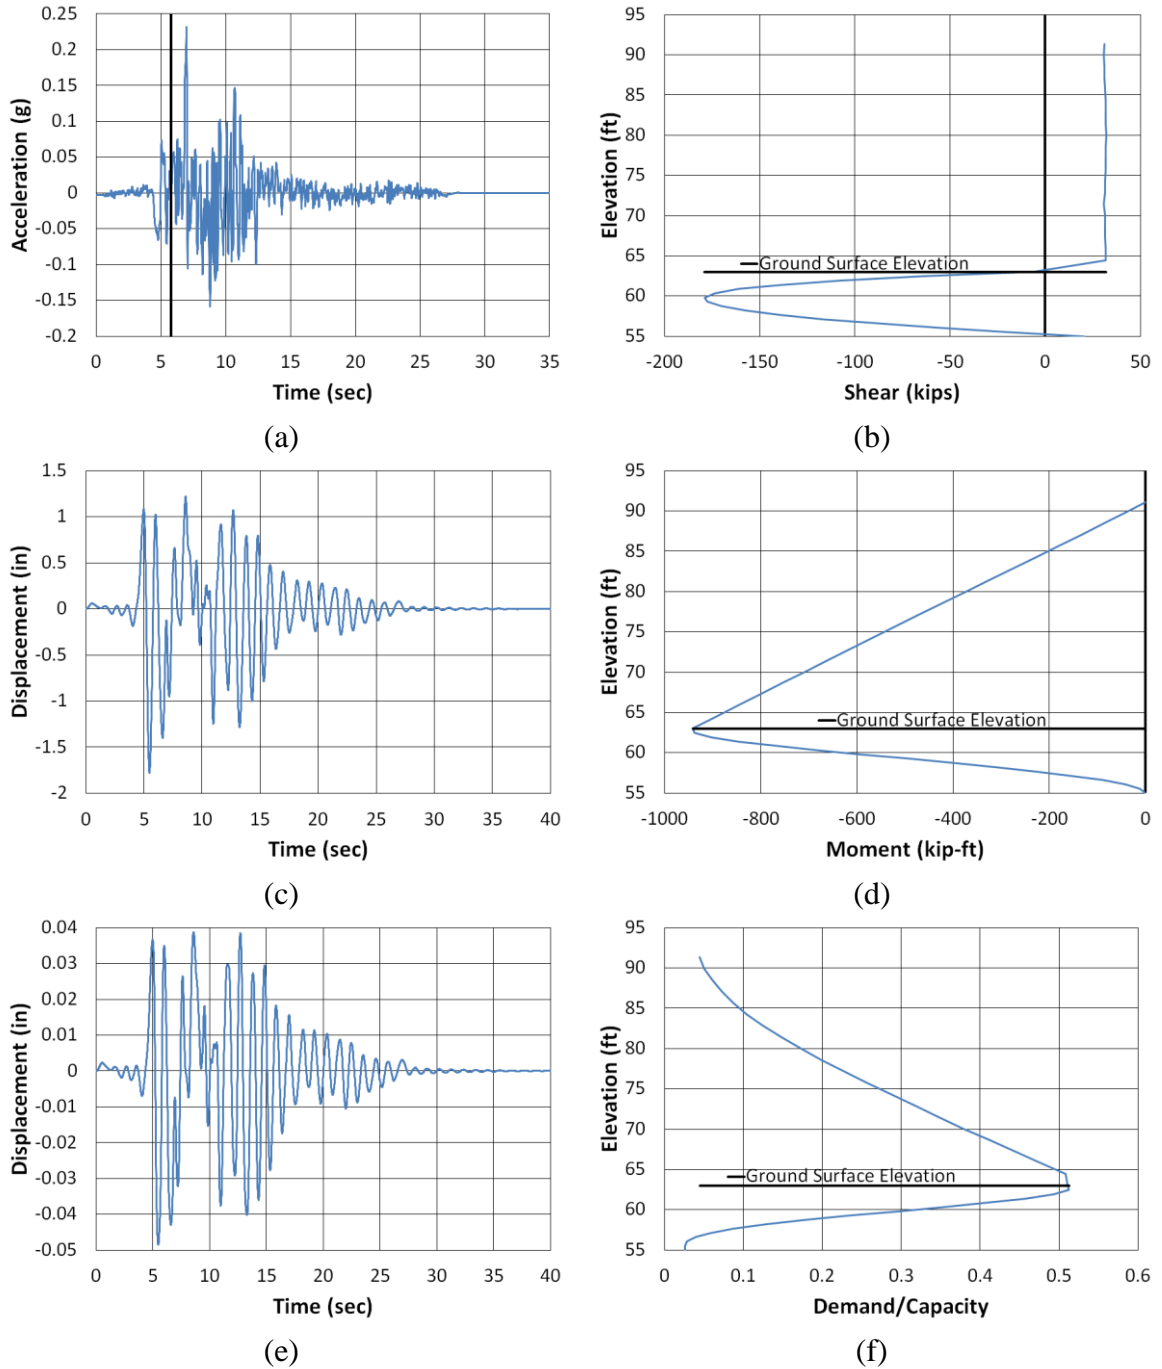 0.25
0.2
0.15
0.1
0.05
0
-0.05
-0.1
-0.15
-0.2
Acceleration (g)
0 5 10 15 20 25 30 35
Time (sec)
(a)
95
90
85
80
75
70
65
60
55
Elevation (ft)
Ground Surface Elevation
-200 -150 -100 -50 0 50
Shear (kips)
(b)
1.5
1
0.5
0
-0.5
-1
-1.5
-2
Displacement (in)
0 5 10 15 20 25 30 35 40
Time (sec)
(c)
95
90
85
80
75
70
65
60
55
Elevation (ft)
Ground Surface Elevation
-1000 -800 -600 -400 -200 0
Moment (kip-ft)
(d)
0.04
0.03
0.02
0.01
0
-0.01
-0.02
-0.03
-0.04
-0.05
Displacement (in)
0 5 10 15 20 25 30 35 40
Time (sec)
(e)
95
90
85
80
75
70
65
60
55
Elevation (ft)
Ground Surface Elevation
0 0.1 0.2 0.3 0.4 0.5 0.6
Demand/Capacity
(f)